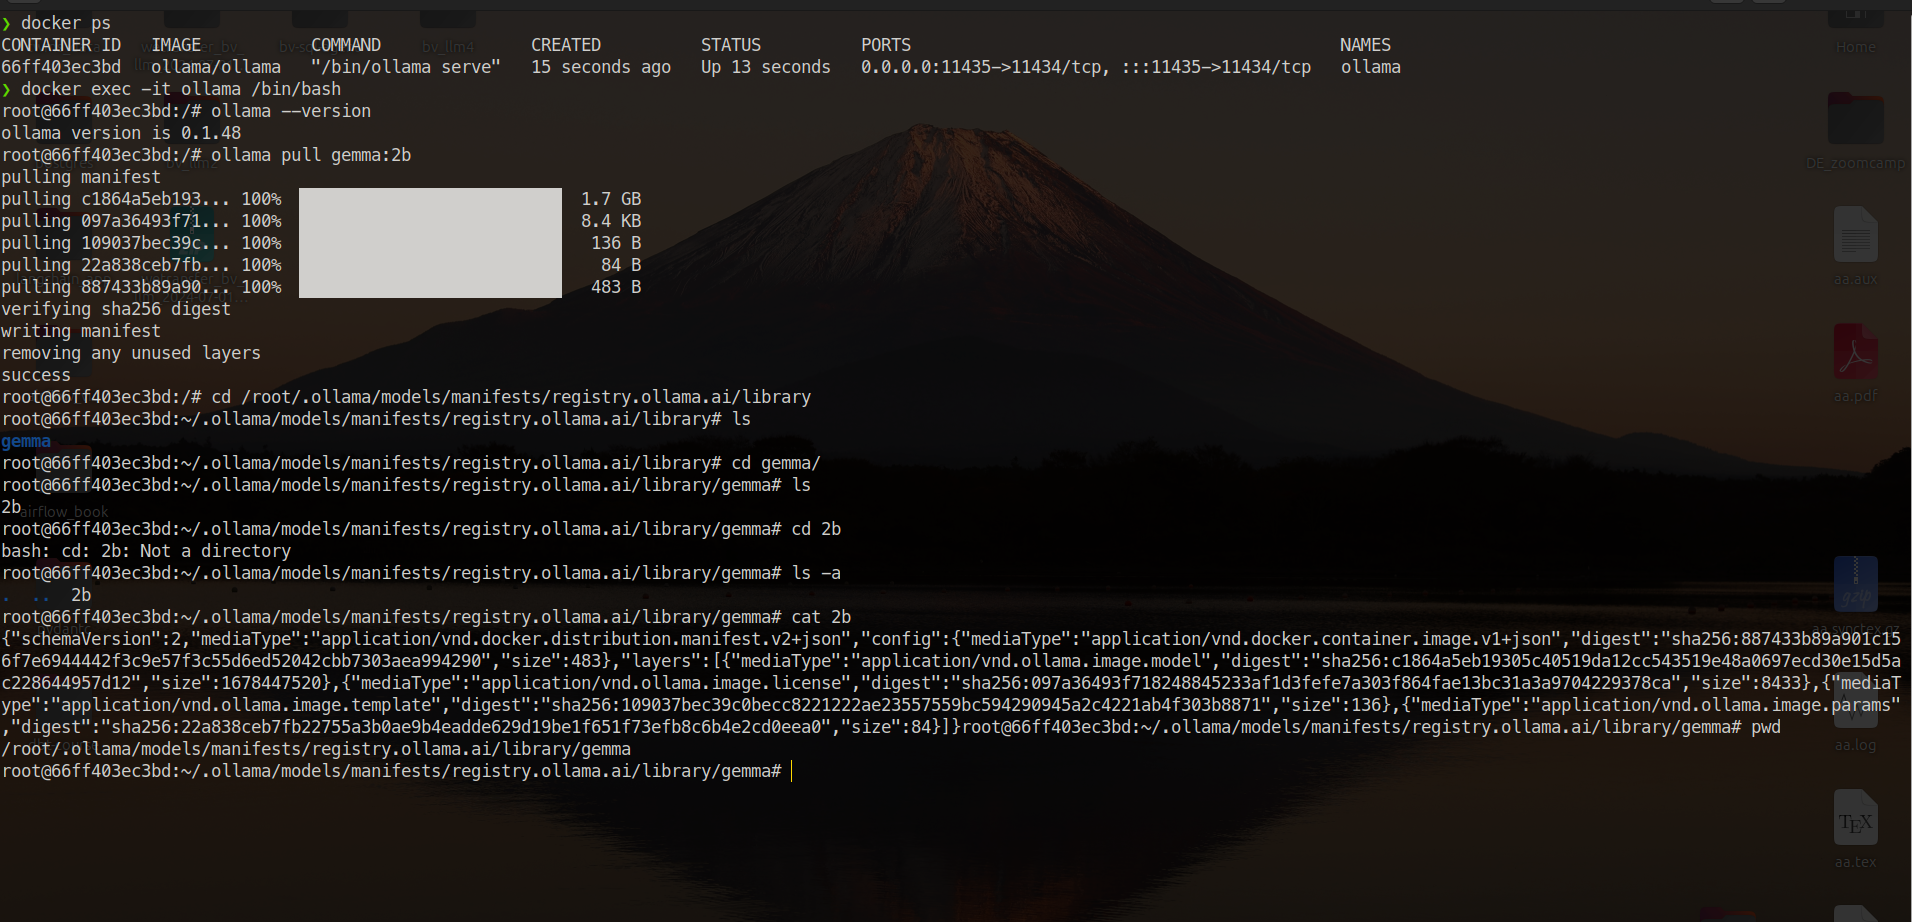 ❯ docker ps
CONTAINER ID   IMAGE           COMMAND               CREATED          STATUS          PORTS                                           NAMES
66ff403ec3bd   ollama/ollama   "/bin/ollama serve"   15 seconds ago   Up 13 seconds   0.0.0.0:11435->11434/tcp, :::11435->11434/tcp   ollama
❯ docker exec -it ollama /bin/bash
root@66ff403ec3bd:/# ollama --version
ollama version is 0.1.48
root@66ff403ec3bd:/# ollama pull gemma:2b
pulling manifest
pulling c1864a5eb193... 100% 1.7 GB
pulling 097a36493f71... 100% 8.4 KB
pulling 109037bec39c... 100% 136 B
pulling 22a838ceb7fb... 100% 84 B
pulling 887433b89a90... 100% 483 B
verifying sha256 digest
writing manifest
removing any unused layers
success
root@66ff403ec3bd:/# cd /root/.ollama/models/manifests/registry.ollama.ai/library
root@66ff403ec3bd:~/.ollama/models/manifests/registry.ollama.ai/library# ls
gemma
root@66ff403ec3bd:~/.ollama/models/manifests/registry.ollama.ai/library# cd gemma/
root@66ff403ec3bd:~/.ollama/models/manifests/registry.ollama.ai/library/gemma# ls
2b
root@66ff403ec3bd:~/.ollama/models/manifests/registry.ollama.ai/library/gemma# cd 2b
bash: cd: 2b: Not a directory
root@66ff403ec3bd:~/.ollama/models/manifests/registry.ollama.ai/library/gemma# ls -a
.  ..  2b
root@66ff403ec3bd:~/.ollama/models/manifests/registry.ollama.ai/library/gemma# cat 2b
{"schemaVersion":2,"mediaType":"application/vnd.docker.distribution.manifest.v2+json","config":{"mediaType":"application/vnd.docker.container.image.v1+json","digest":"sha256:887433b89a901c15
6f7e6944442f3c9e57f3c55d6ed52042cbb7303aea994290","size":483},"layers":[{"mediaType":"application/vnd.ollama.image.model","digest":"sha256:c1864a5eb19305c40519da12cc543519e48a0697ecd30e15d5a
c228644957d12","size":1678447520},{"mediaType":"application/vnd.ollama.image.license","digest":"sha256:097a36493f718248845233af1d3fefe7a303f864fae13bc31a3a9704229378ca","size":8433},{"mediaT
ype":"application/vnd.ollama.image.template","digest":"sha256:109037bec39c0becc8221222ae23557559bc594290945a2c4221ab4f303b8871","size":136},{"mediaType":"application/vnd.ollama.image.params"
,"digest":"sha256:22a838ceb7fb22755a3b0ae9b4eadde629d19be1f651f73efb8c6b4e2cd0eea0","size":84}]}root@66ff403ec3bd:~/.ollama/models/manifests/registry.ollama.ai/library/gemma# pwd
/root/.ollama/models/manifests/registry.ollama.ai/library/gemma
root@66ff403ec3bd:~/.ollama/models/manifests/registry.ollama.ai/library/gemma#
bv_llm4
airflow_book
Home
DE_zoomcamp
aa.aux
aa.pdf
gzip
aa.synctex.gz
aa.log
TEX
aa.tex